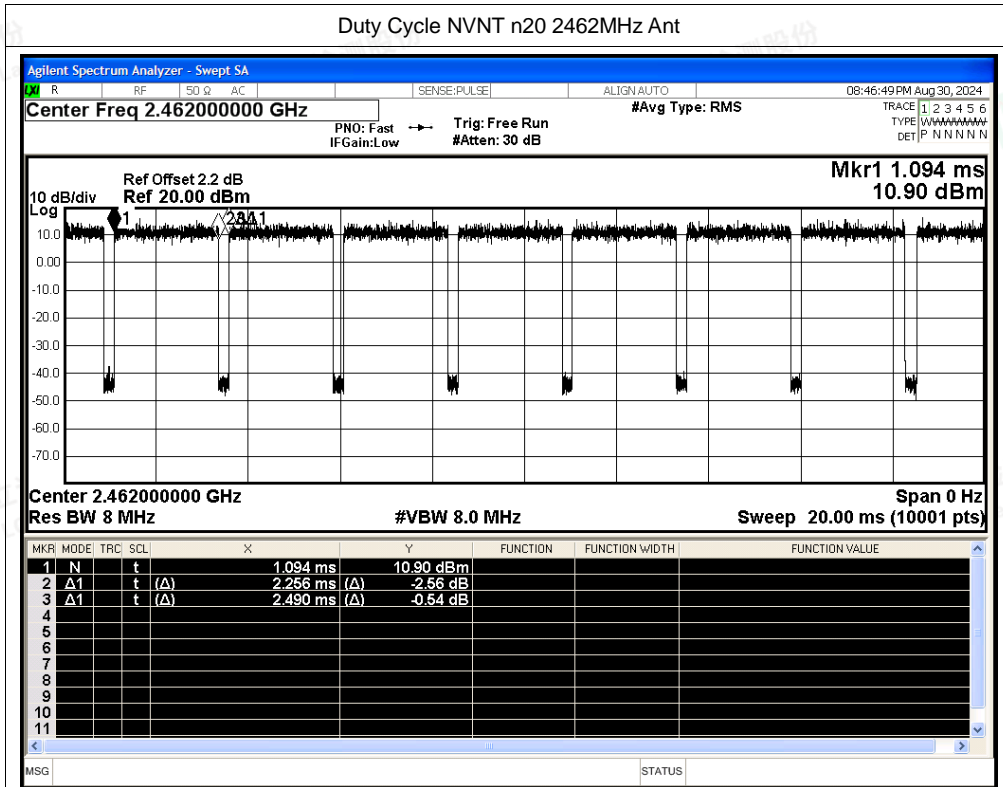 Duty Cycle NVNT n20 2462MHz Ant
Agilent Spectrum Analyzer - Swept SA
LXI R RF 50 Ω AC SENSE:PULSE ALIGN AUTO 08:46:49 PM Aug 30, 2024
Center Freq 2.462000000 GHz #Avg Type: RMS TRACE 1 2 3 4 5 6
PNO: Fast Trig: Free Run TYPE WWWWWW
IFGain:Low #Atten: 30 dB DET P N N N N N
Mkr1 1.094 ms
Ref Offset 2.2 dB
10 dB/div Ref 20.00 dBm 10.90 dBm
Log
1 2Δ1 3Δ1
10.0
0.00
-10.0
-20.0
-30.0
-40.0
-50.0
-60.0
-70.0
Center 2.462000000 GHz Span 0 Hz
Res BW 8 MHz #VBW 8.0 MHz Sweep 20.00 ms (10001 pts)
MKR MODE TRC SCL X Y FUNCTION FUNCTION WIDTH FUNCTION VALUE
1 N t 1.094 ms 10.90 dBm
2 Δ1 t (Δ) 2.256 ms (Δ) -2.56 dB
3 Δ1 t (Δ) 2.490 ms (Δ) -0.54 dB
4
5
6
7
8
9
10
11
MSG STATUS